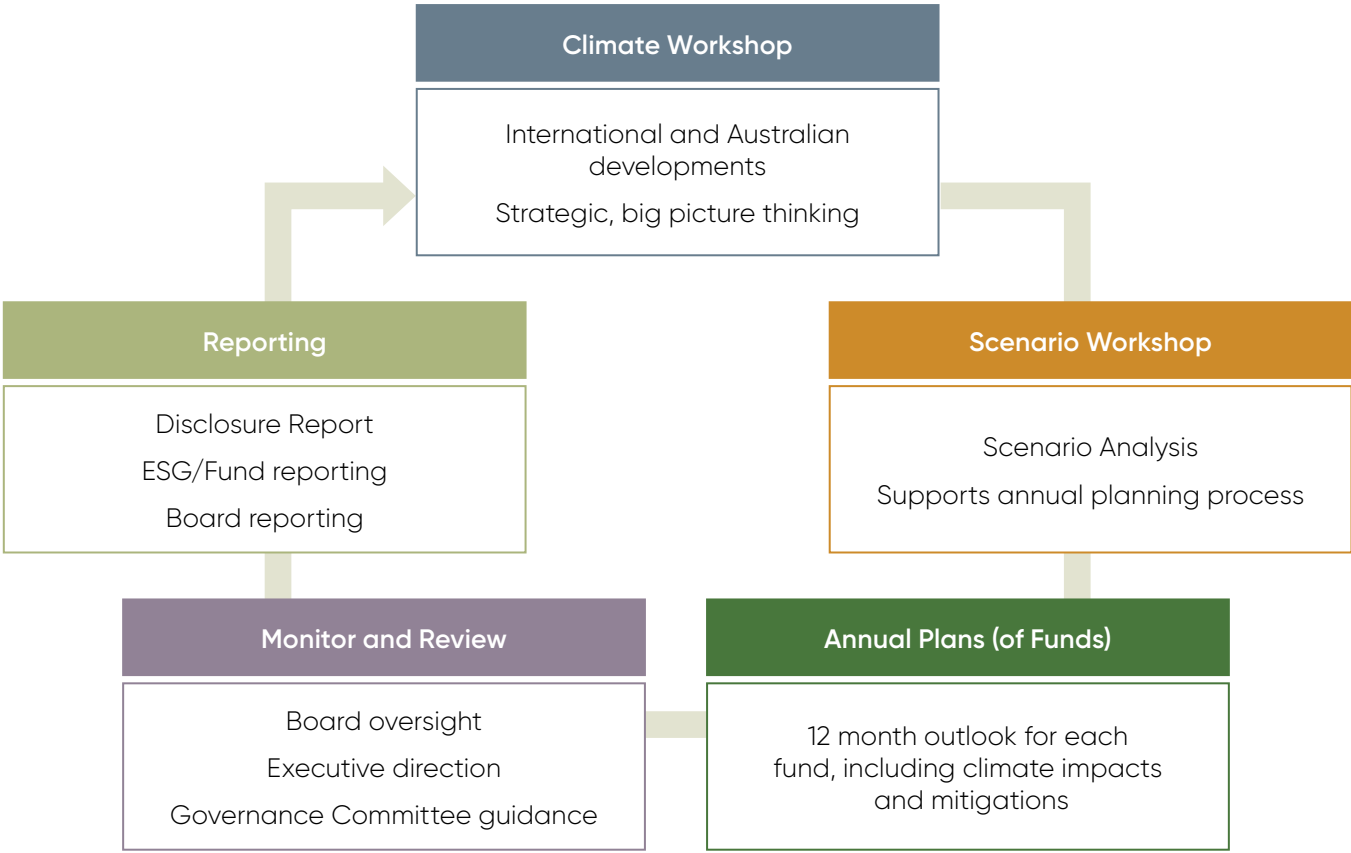 Climate Workshop
International and Australian
developments
Strategic, big picture thinking
Reporting
Disclosure Report
ESG/Fund reporting
Board reporting
Scenario Workshop
Scenario Analysis
Supports annual planning process
Monitor and Review
Board oversight
Executive direction
Governance Committee guidance
Annual Plans (of Funds)
12 month outlook for each
fund, including climate impacts
and mitigations